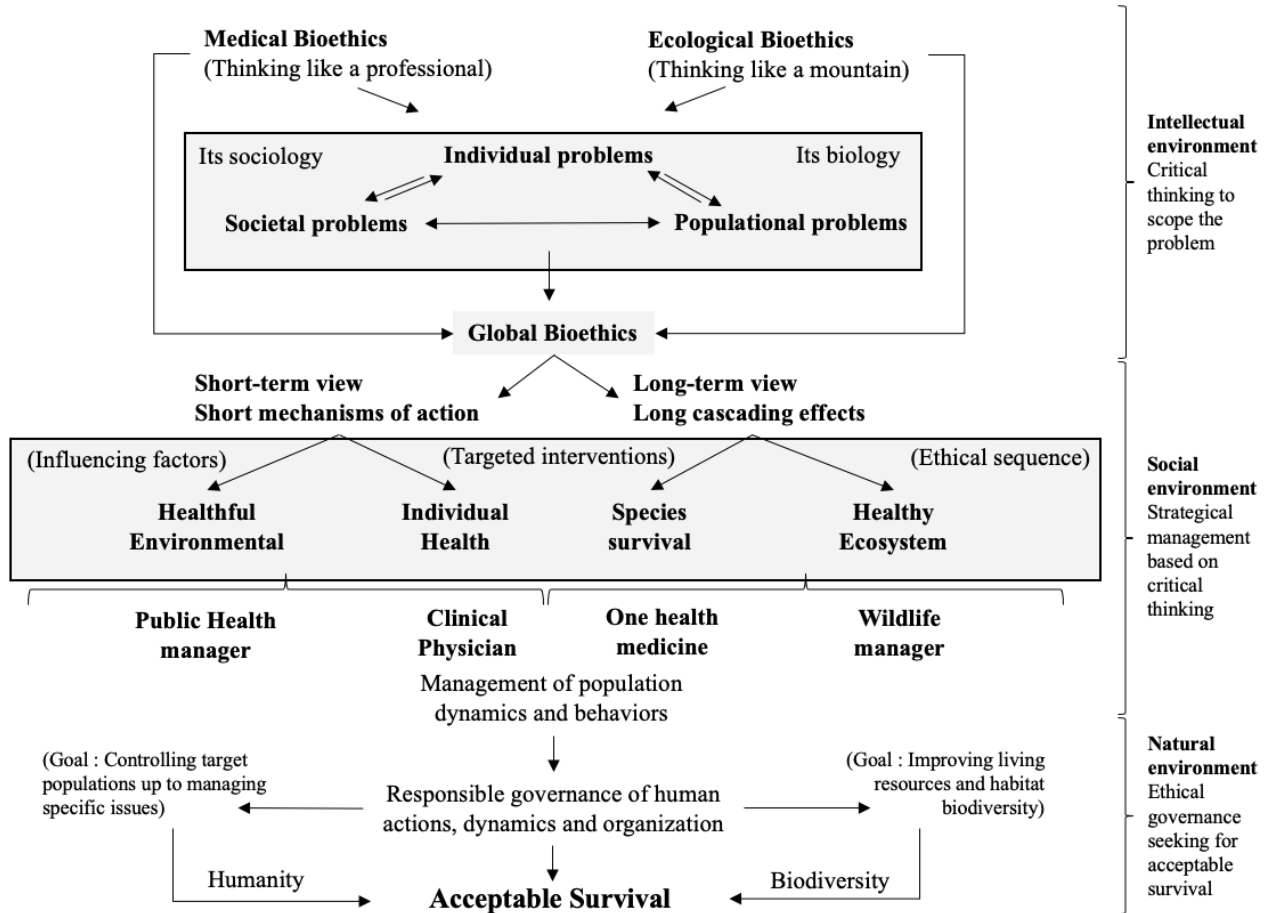 Medical Bioethics
(Thinking like a professional)
Ecological Bioethics
(Thinking like a mountain)
Its sociology
Individual problems
Its biology
Societal problems
Populational problems
Global Bioethics
Intellectual
environment
Critical
thinking to
scope the
problem
Short-term view
Short mechanisms of action
Long-term view
Long cascading effects
(Influencing factors)
(Targeted interventions)
(Ethical sequence)
Healthful
Environmental
Individual
Health
Species
survival
Healthy
Ecosystem
Public Health
manager
Clinical
Physician
One health
medicine
Wildlife
manager
Social
environment
Strategical
management
based on
critical
thinking
Management of population
dynamics and behaviors
(Goal : Controlling target
populations up to managing
specific issues)
Responsible governance of human
actions, dynamics and organization
(Goal : Improving living
resources and habitat
biodiversity)
Humanity
Acceptable Survival
Biodiversity
Natural
environment
Ethical
governance
seeking for
acceptable
survival